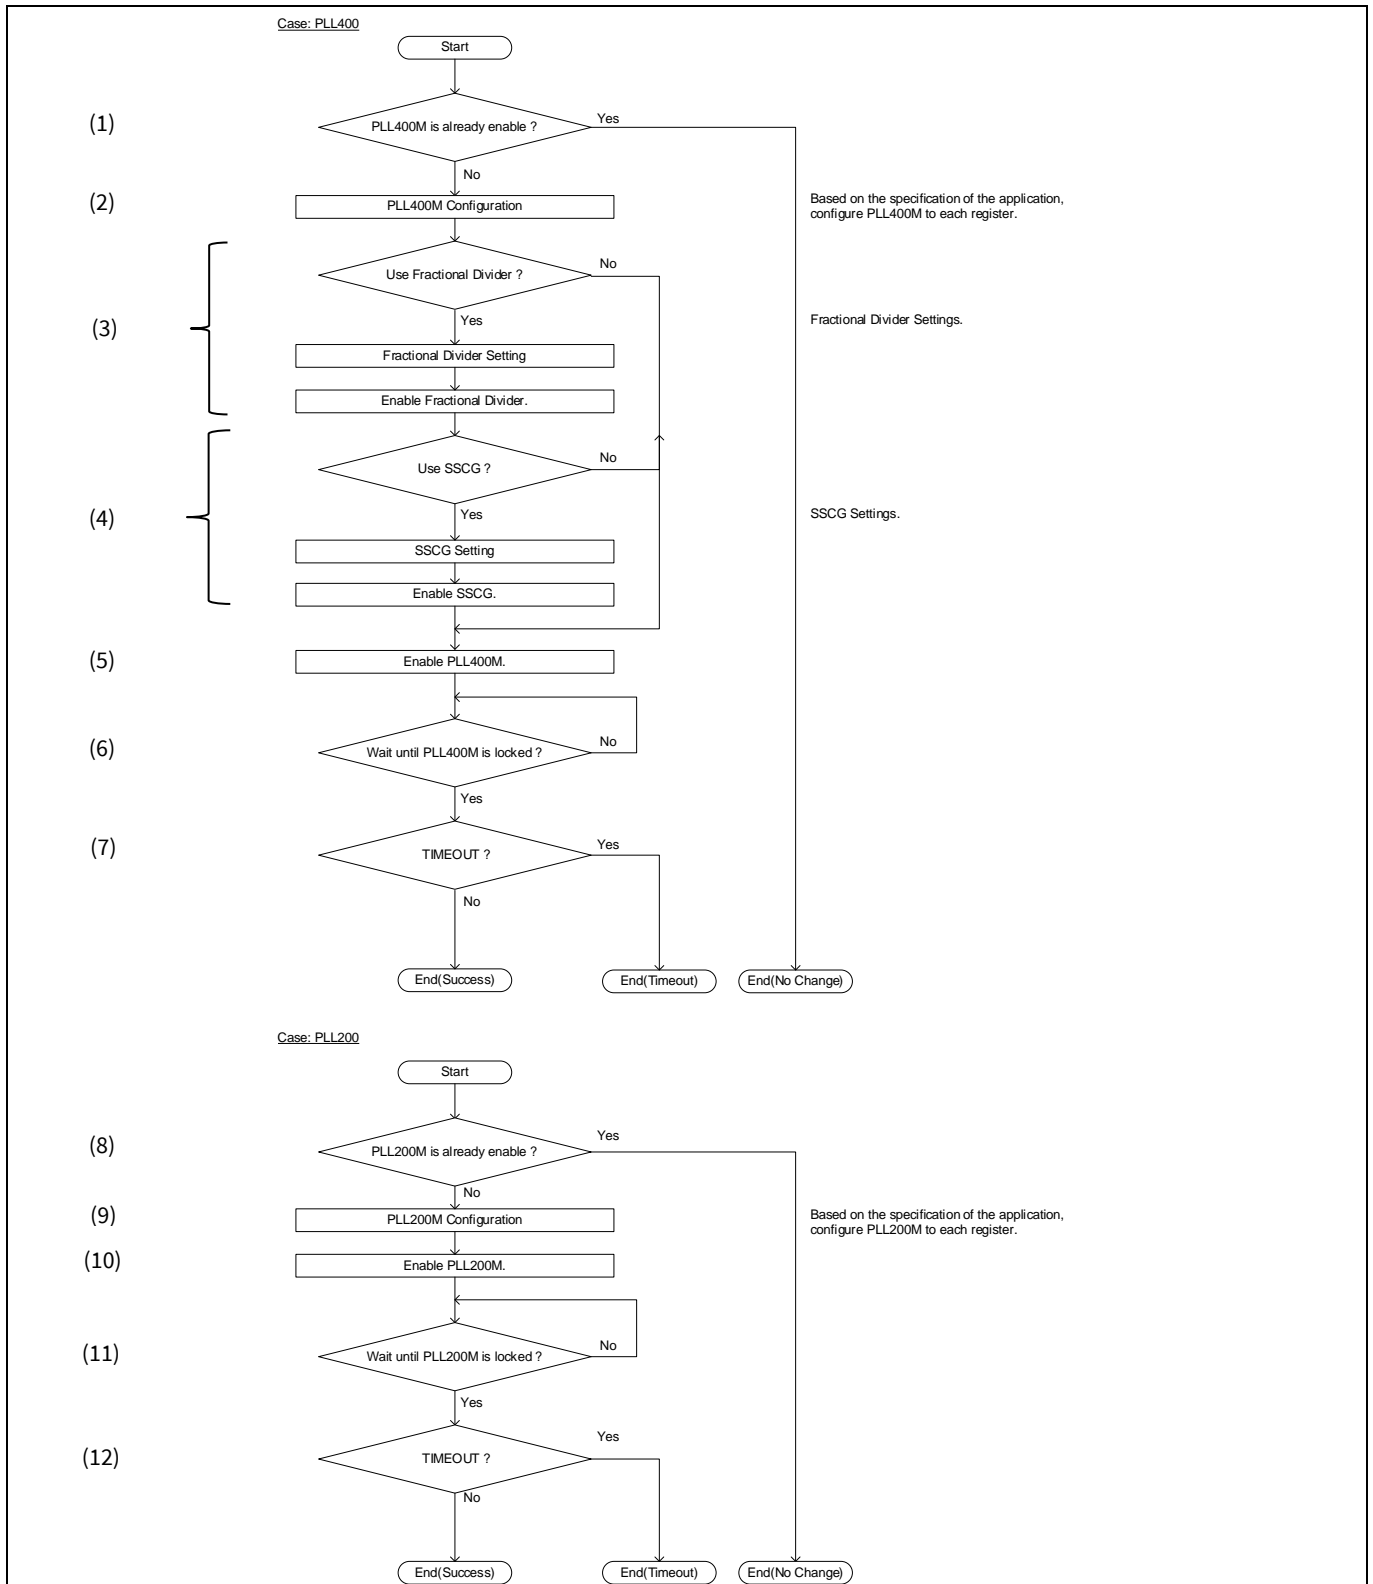 Case: PLL400
Start
(1)
PLL400M is already enable ?
Yes
No
(2)
PLL400M Configuration
Based on the specification of the application,
configure PLL400M to each register.
Use Fractional Divider ?
No
(3)
Yes
Fractional Divider Settings.
Fractional Divider Setting
Enable Fractional Divider.
Use SSCG ?
No
(4)
Yes
SSCG Settings.
SSCG Setting
Enable SSCG.
(5)
Enable PLL400M.
(6)
Wait until PLL400M is locked ?
No
Yes
(7)
TIMEOUT ?
Yes
No
End(Success)
End(Timeout)
End(No Change)
Case: PLL200
Start
(8)
PLL200M is already enable ?
Yes
No
(9)
PLL200M Configuration
Based on the specification of the application,
configure PLL200M to each register.
(10)
Enable PLL200M.
(11)
Wait until PLL200M is locked ?
No
Yes
(12)
TIMEOUT ?
Yes
No
End(Success)
End(Timeout)
End(No Change)